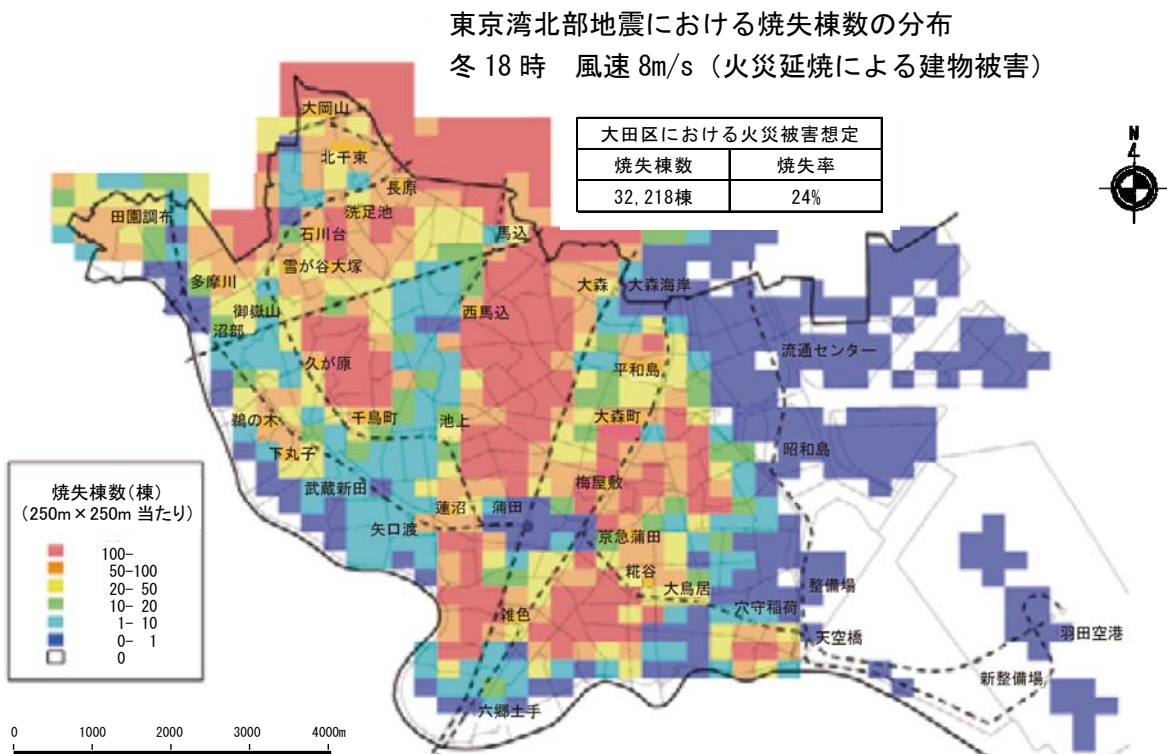 東京湾北部地震における焼失棟数の分布
冬 18 時 風速 8m/s（火災延焼による建物被害）
大田区における火災被害想定
焼失棟数 焼失率
32,218棟 24%
N
大岡山
北千束
長原
洗足池
田園調布
石川台
馬込
雪が谷大塚
多摩川
大森
大森海岸
御嶽山
西馬込
沼部
流通センター
久が原
平和島
鵜の木
千鳥町
池上
大森町
下丸子
昭和島
武蔵新田
梅屋敷
蓮沼
蒲田
矢口渡
京急蒲田
糀谷
大鳥居
整備場
穴守稲荷
雑色
天空橋
羽田空港
新整備場
六郷土手
焼失棟数(棟)
(250m×250m 当たり)
100-
50-100
20- 50
10- 20
1- 10
0- 1
0
0 1000 2000 3000 4000m